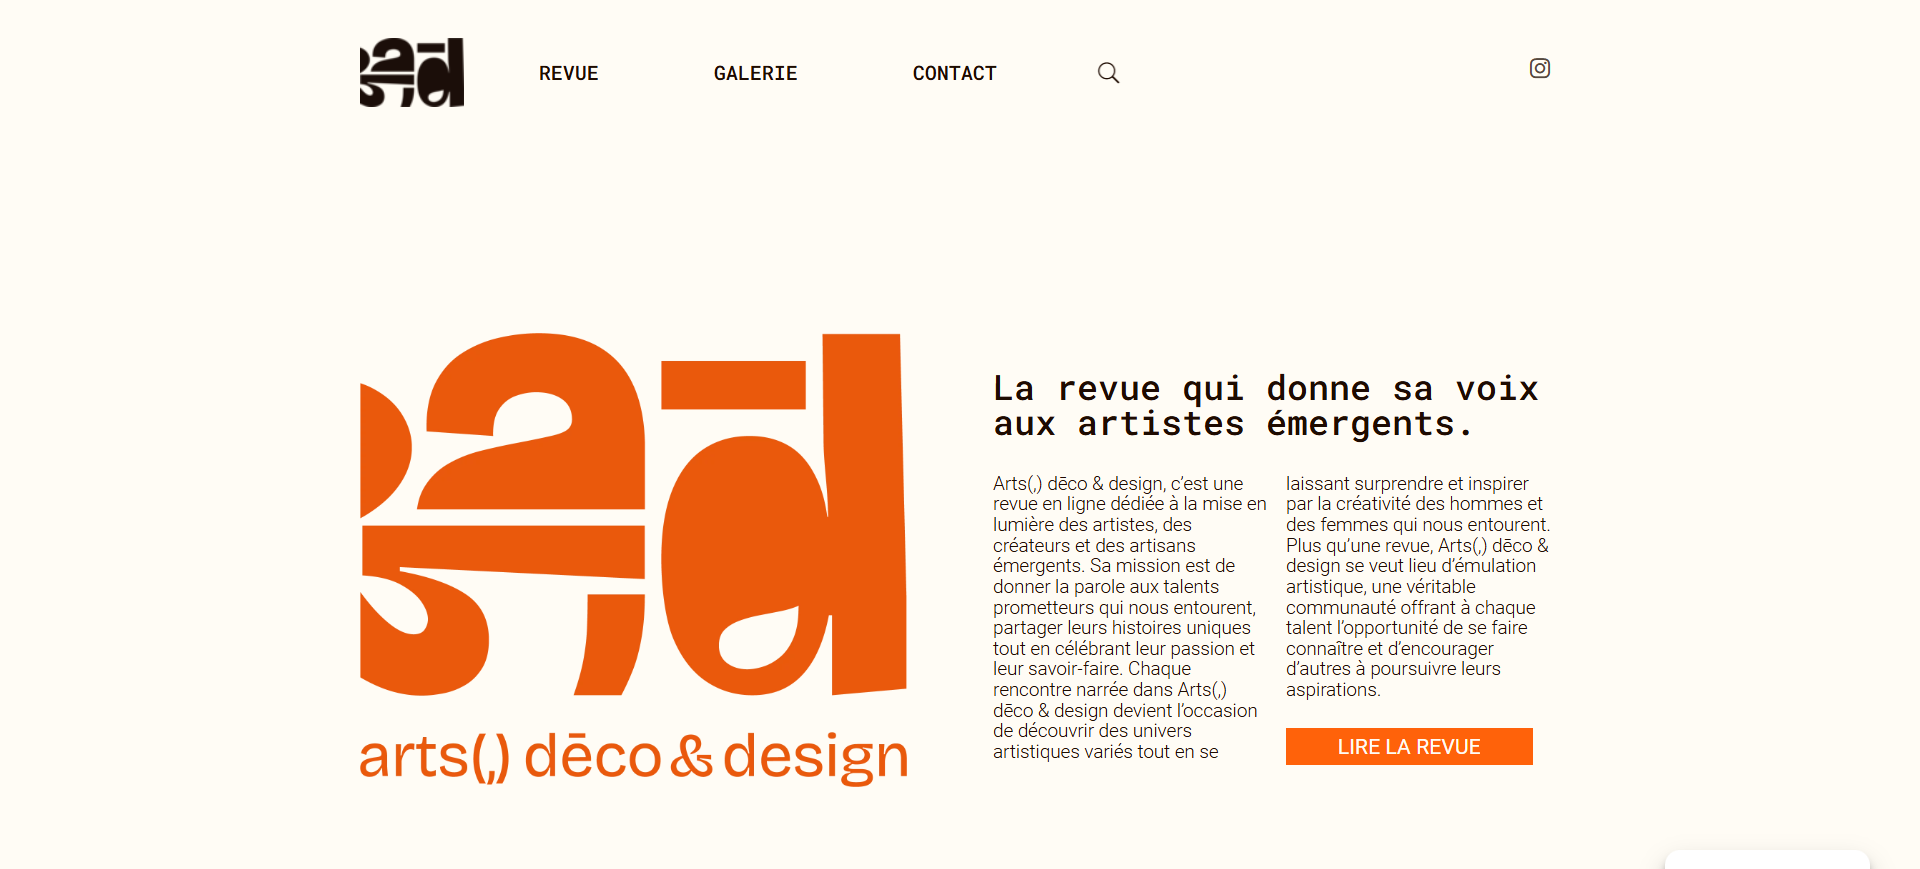 REVUE
GALERIE
CONTACT
arts(,) dēco & design
La revue qui donne sa voix
aux artistes émergents.
Arts(,) dēco & design, c’est une
revue en ligne dédiée à la mise en
lumière des artistes, des
créateurs et des artisans
émergents. Sa mission est de
donner la parole aux talents
prometteurs qui nous entourent,
partager leurs histoires uniques
tout en célébrant leur passion et
leur savoir-faire. Chaque
rencontre narrée dans Arts(,)
dēco & design devient l’occasion
de découvrir des univers
artistiques variés tout en se
laissant surprendre et inspirer
par la créativité des hommes et
des femmes qui nous entourent.
Plus qu’une revue, Arts(,) dēco &
design se veut lieu d’émulation
artistique, une véritable
communauté offrant à chaque
talent l’opportunité de se faire
connaître et d’encourager
d’autres à poursuivre leurs
aspirations.
LIRE LA REVUE